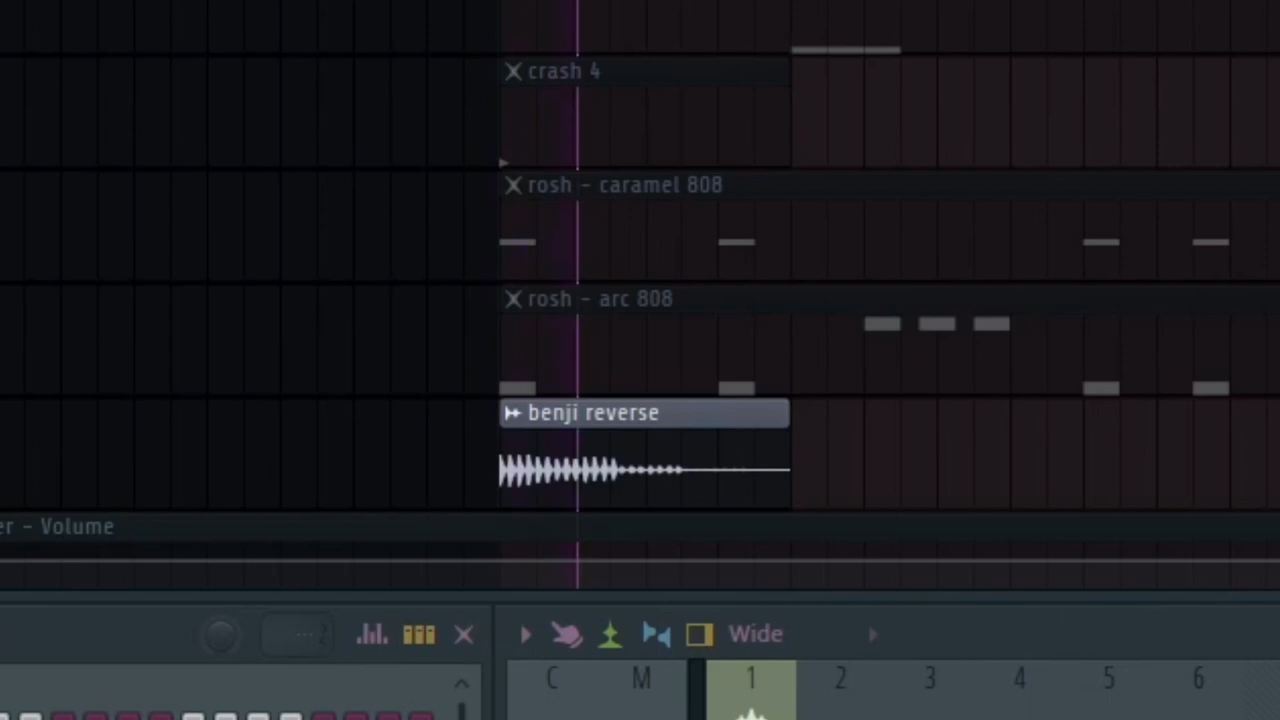 crash 4
rosh - caramel 808
rosh - arc 808
benji reverse
er - Volume
Wide
C M 1 2 3 4 5 6